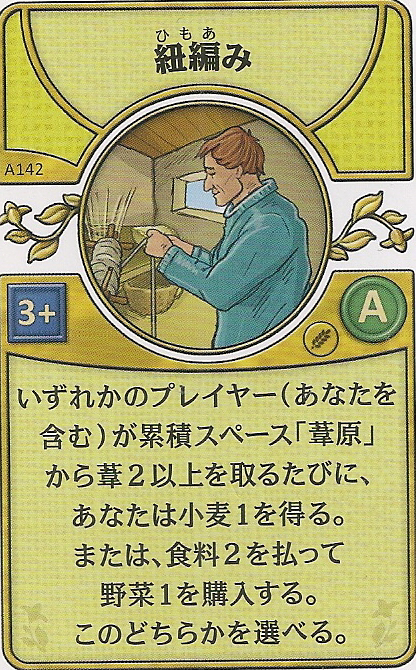 ひもあ
紐編み
A142
3+
A
いずれかのプレイヤー(あなたを
含む)が累積スペース「葦原」
から葦2以上を取るたびに、
あなたは小麦1を得る。
または、食料2を払って
野菜1を購入する。
このどちらかを選べる。